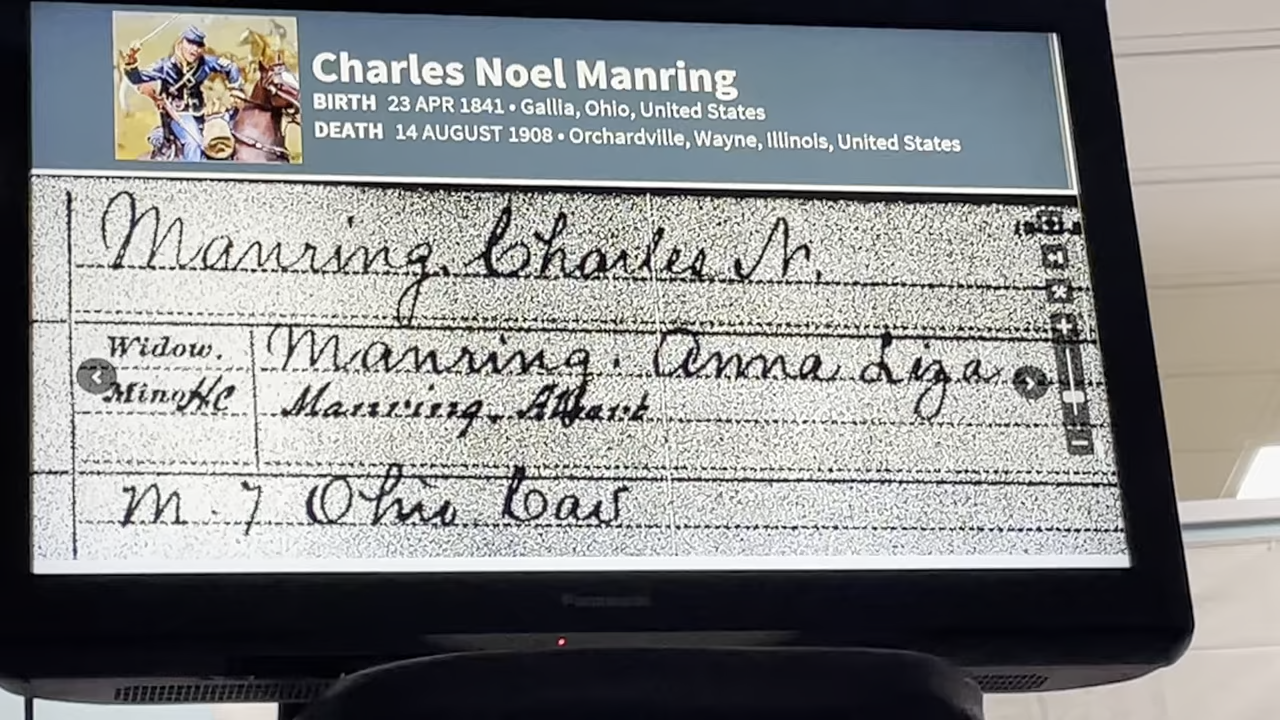 Charles Noel Manring
BIRTH 23 APR 1841 • Gallia, Ohio, United States
DEATH 14 AUGUST 1908 • Orchardville, Wayne, Illinois, United States
Manring, Charles N.
Widow. Manring. Anna Liza
Manring. Albert
M. 7 Ohio Cav
Panasonic